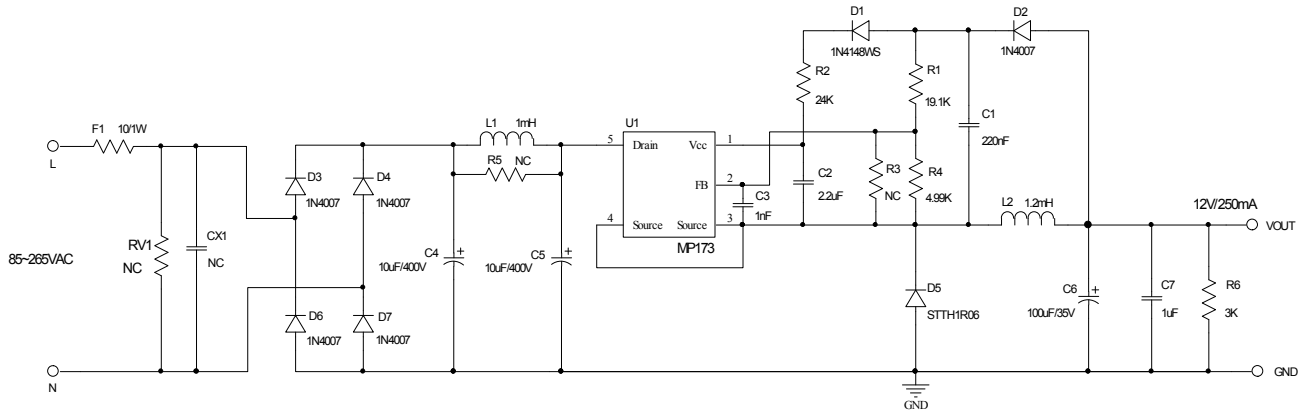 D1
1N4148WS
D2
1N4007
R2
24K
R1
19.1K
C1
220nF
F1 10/1W
L
L1 1mH
R5 NC
U1
5 Drain
Vcc 1
FB 2
4 Source
Source 3
MP173
C3
1nF
C2
2.2uF
R3
NC
R4
4.99K
L2 1.2mH
12V/250mA
VOUT
D3
1N4007
D4
1N4007
RV1
NC
CX1
NC
85~265VAC
C4
10uF/400V
C5
10uF/400V
D6
1N4007
D7
1N4007
D5
STTH1R06
C6
100uF/35V
C7
1uF
R6
3K
N
GND
GND